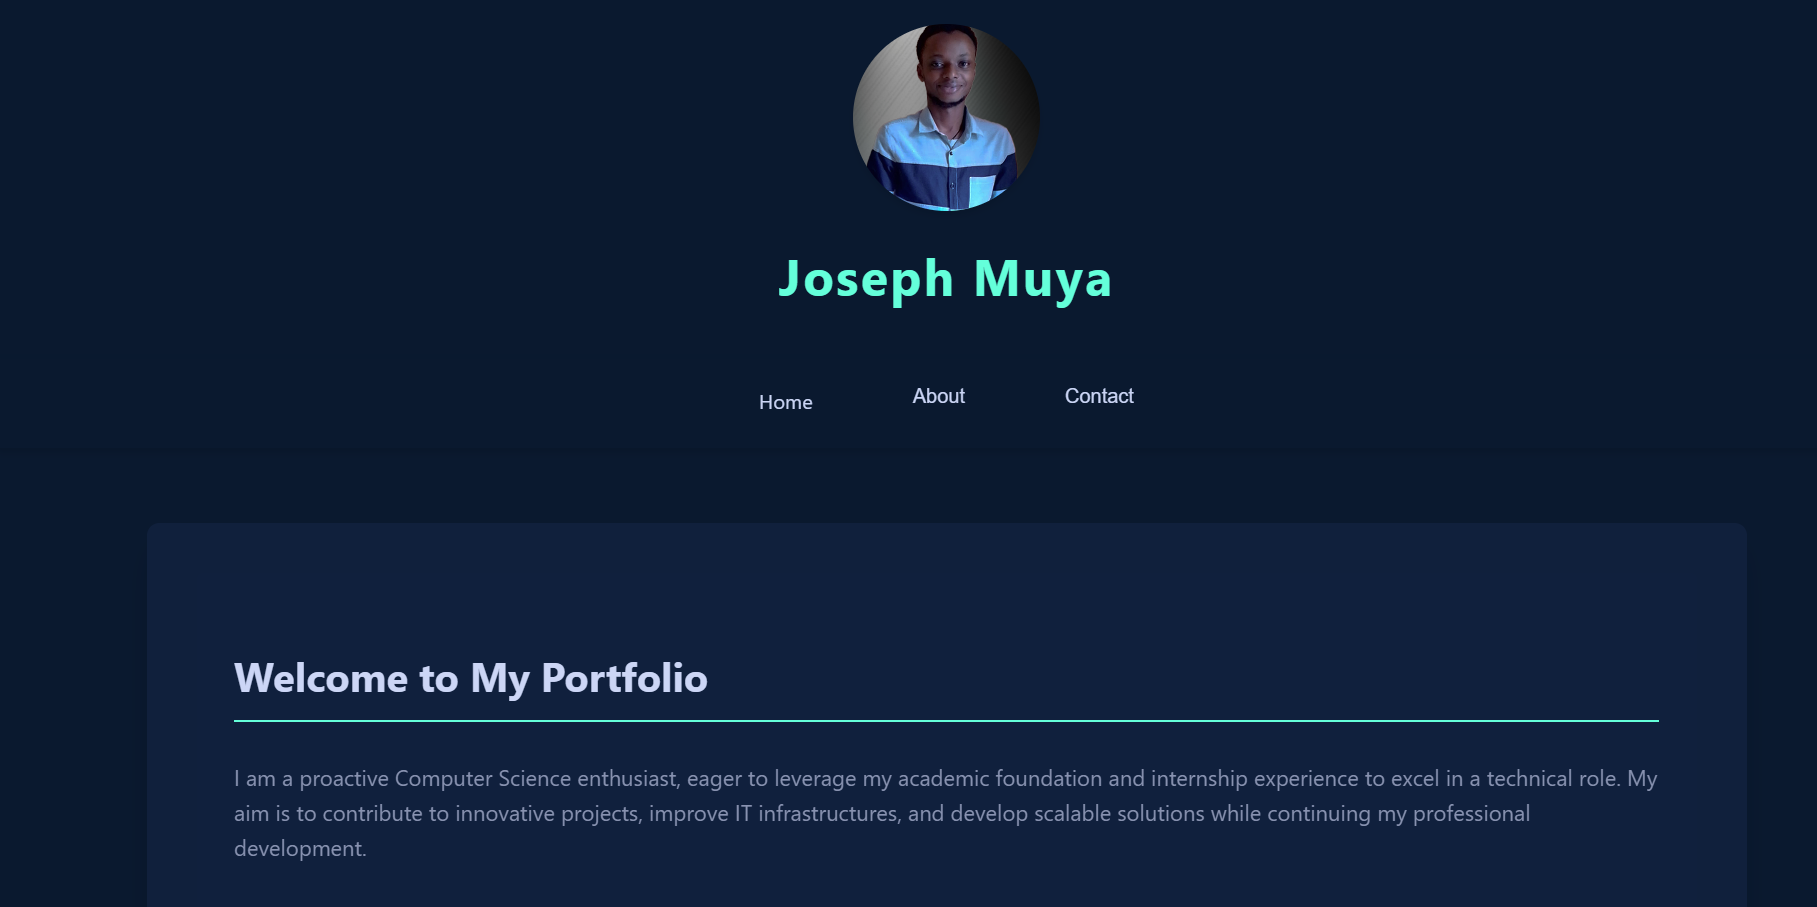 Joseph Muya
Home About Contact
Welcome to My Portfolio
I am a proactive Computer Science enthusiast, eager to leverage my academic foundation and internship experience to excel in a technical role. My
aim is to contribute to innovative projects, improve IT infrastructures, and develop scalable solutions while continuing my professional
development.